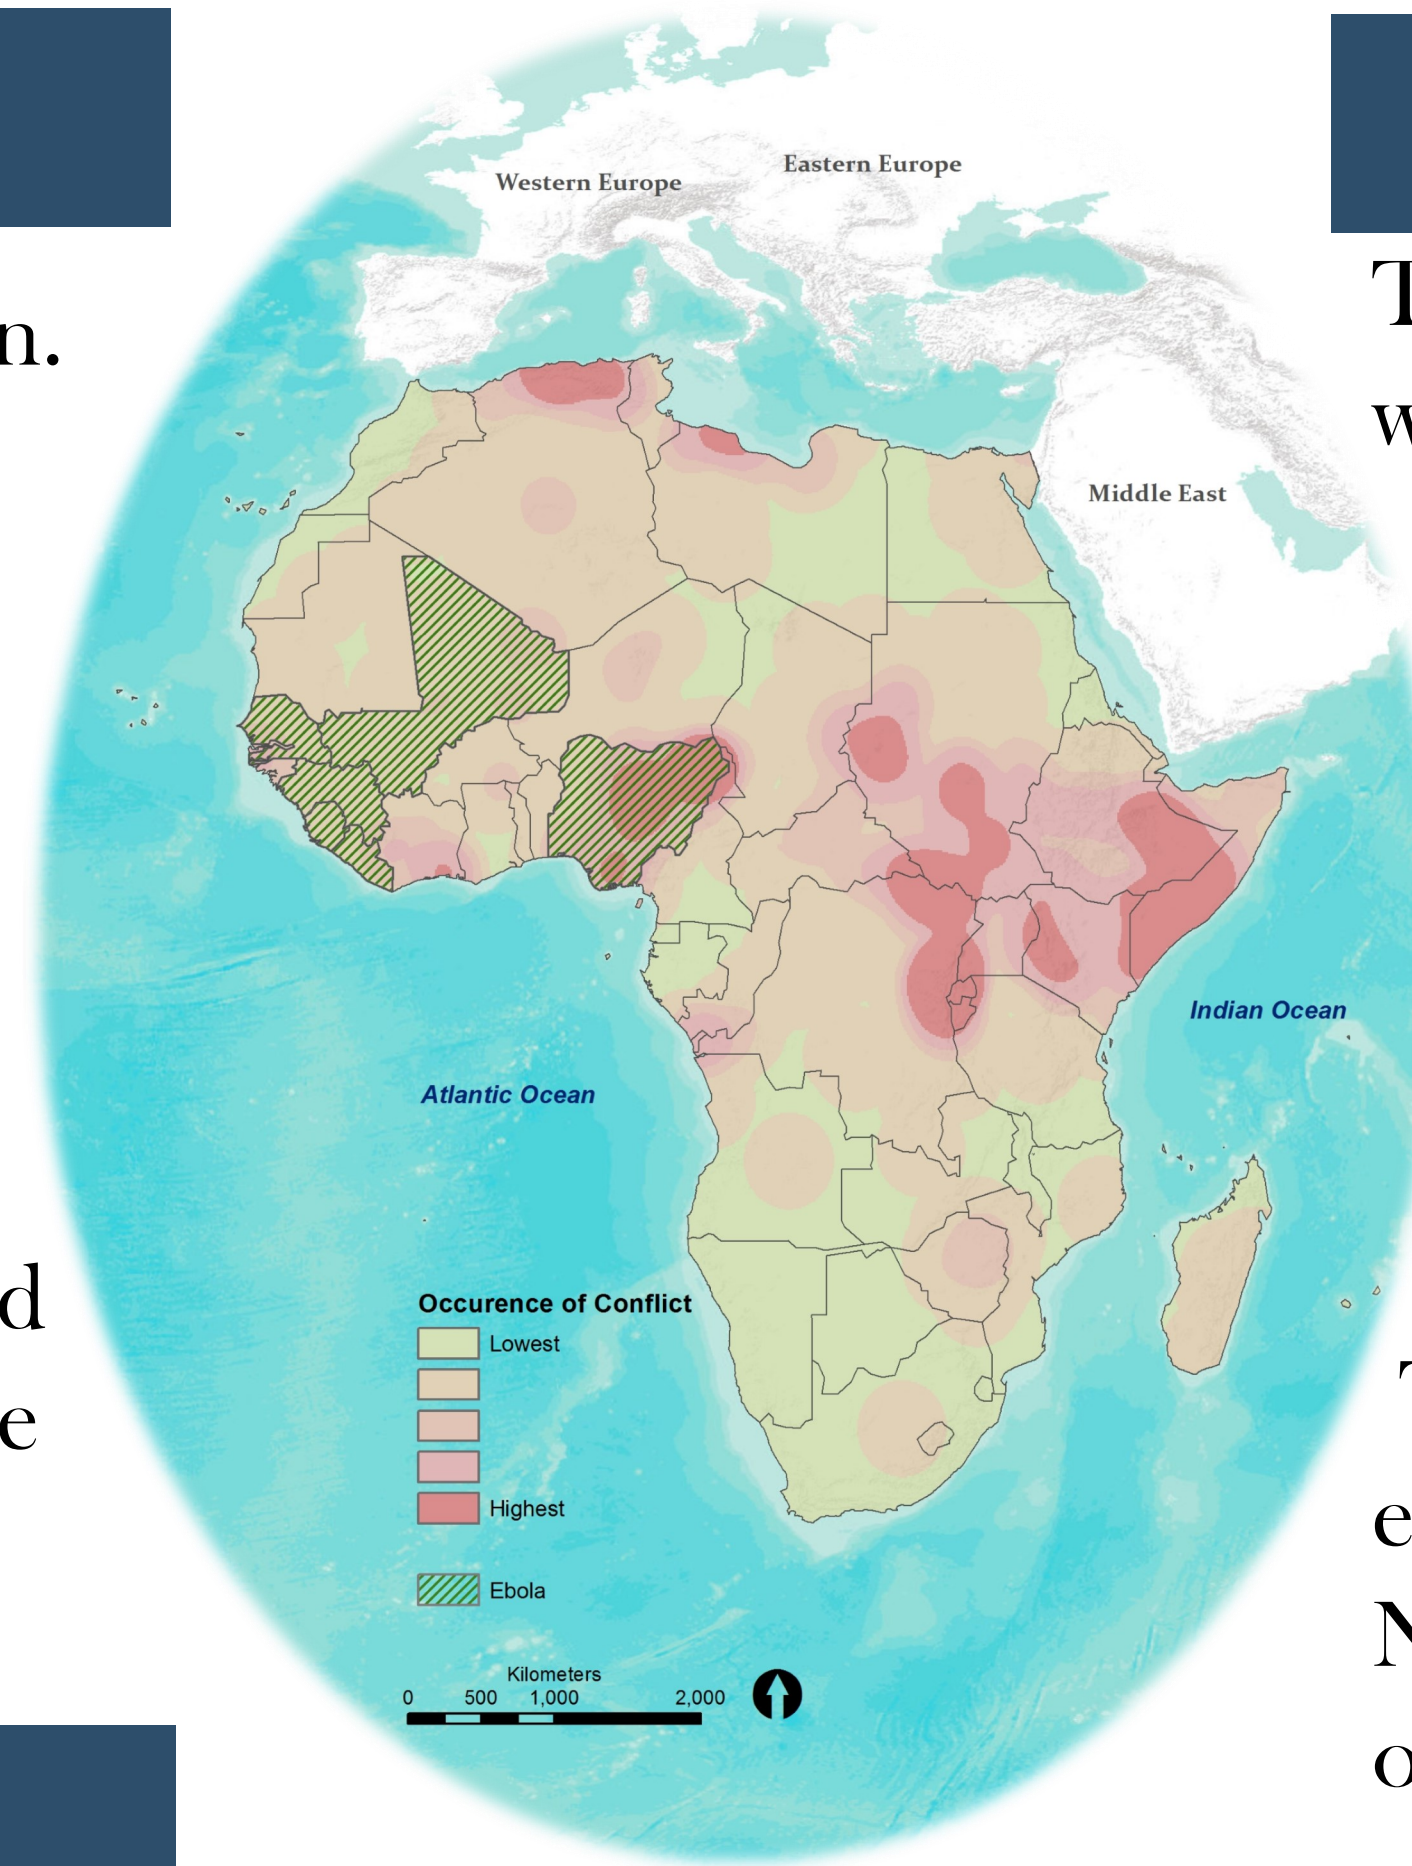 Western Europe
Eastern Europe
n.
T
w
Middle East
Indian Ocean
Atlantic Ocean
d
e
Occurence of Conflict
Lowest
Highest
Ebola
T
e
N
o
Kilometers
0 500 1,000 2,000